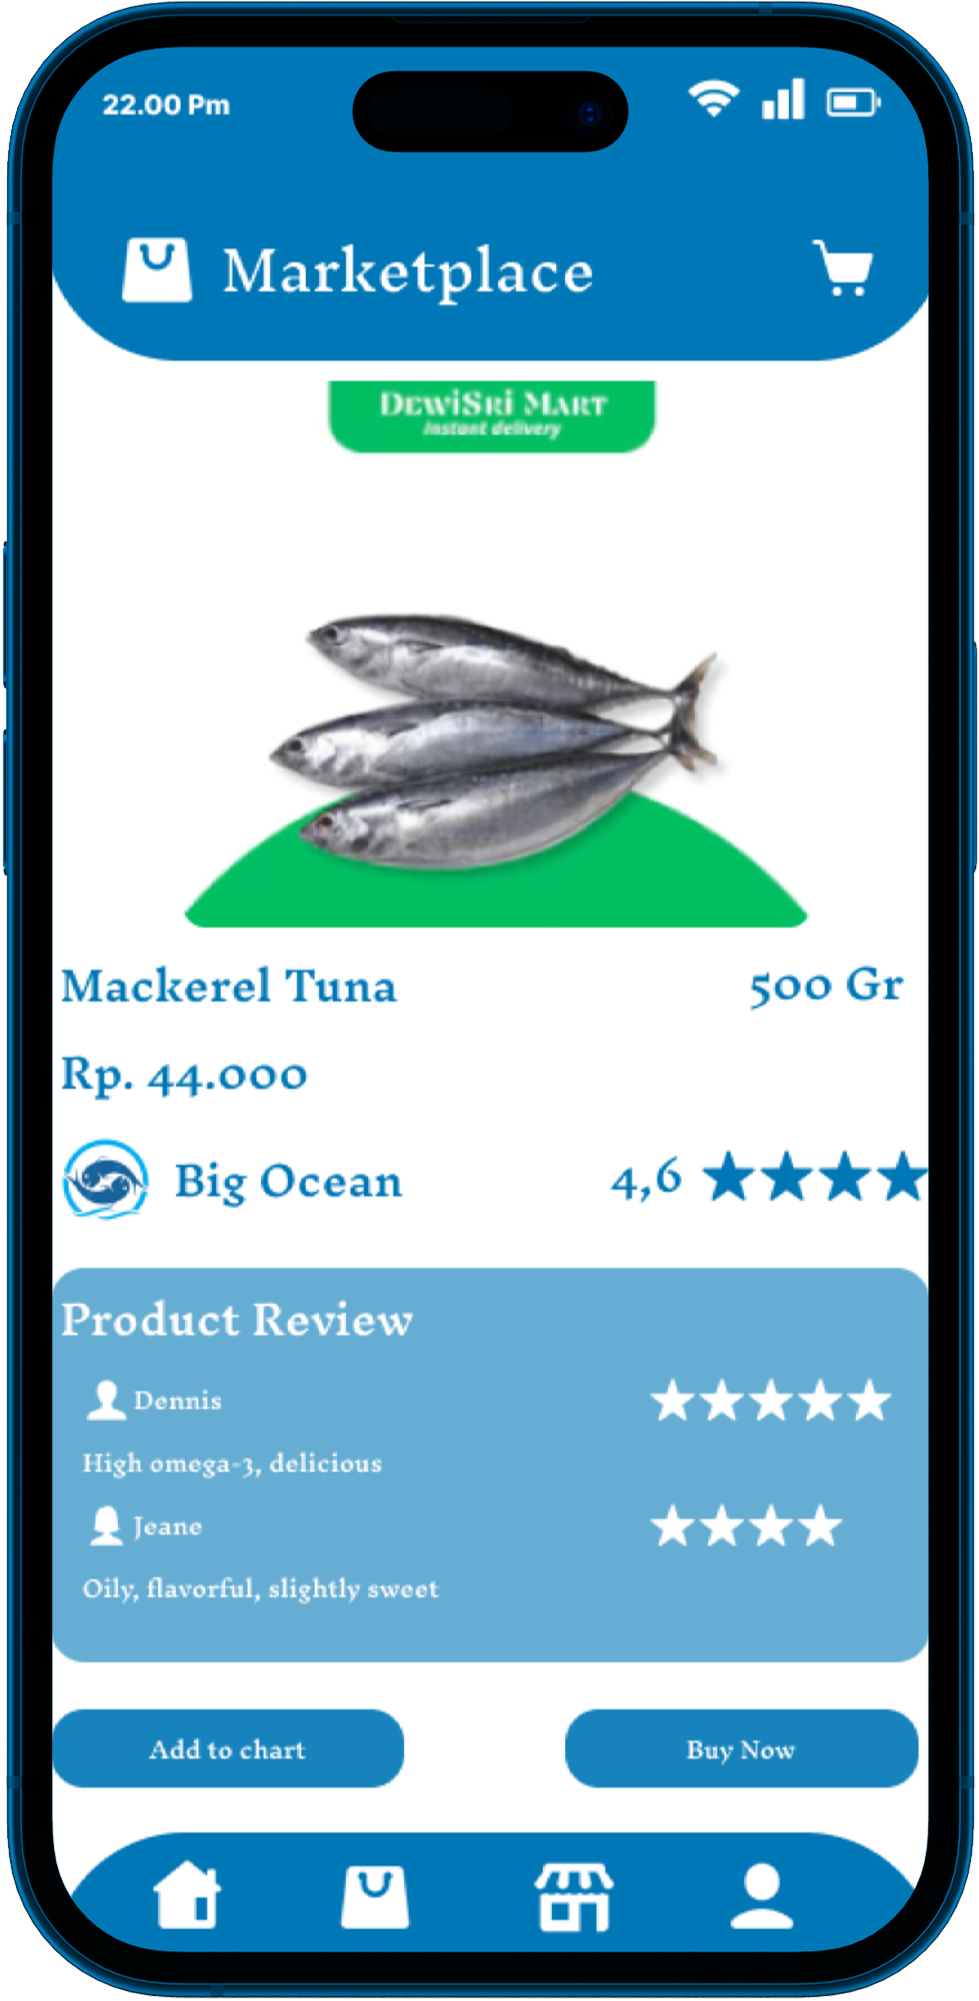 22.00 Pm
Marketplace
DewiSri Mart
Instant delivery
Mackerel Tuna 500 Gr
Rp. 44.000
Big Ocean 4,6
Product Review
Dennis
High omega-3, delicious
Jeane
Oily, flavorful, slightly sweet
Add to chart Buy Now